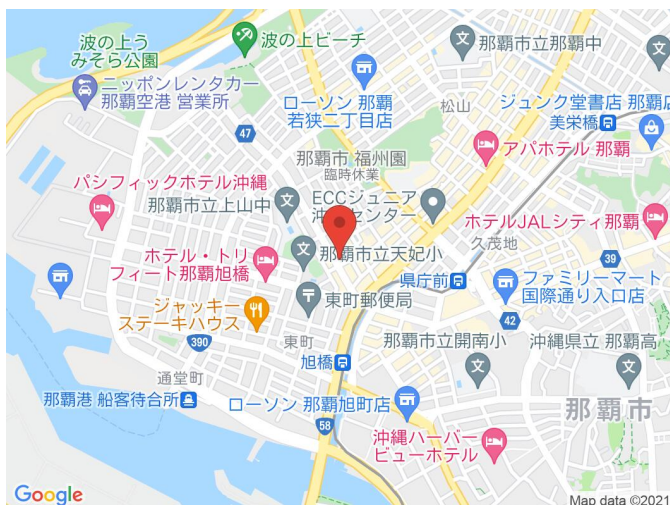 波の上う
みそら公園
波の上ビーチ
那覇市立那覇中
ニッポンレンタカー
那覇空港 営業所
ローソン 那覇
若狭二丁目店
松山
ジュンク堂書店 那覇店
美栄橋
47
那覇市 福州園
臨時休業
アパホテル 那覇
パシフィックホテル沖縄
那覇市立上山中
ECCジュニア
センター
ホテルJALシティ那覇
久茂地
那覇市立天妃小
ホテル・トリ
フィート那覇旭橋
県庁前
39
東町郵便局
ファミリーマート
国際通り入口店
ジャッキー
ステーキハウス
42
東町
390
那覇市立開南小
沖縄県立 那覇高
旭橋
通堂町
那覇港 船客待合所
ローソン 那覇旭町店
那覇市
58
沖縄ハーバー
ビューホテル
Google
Map data ©2021